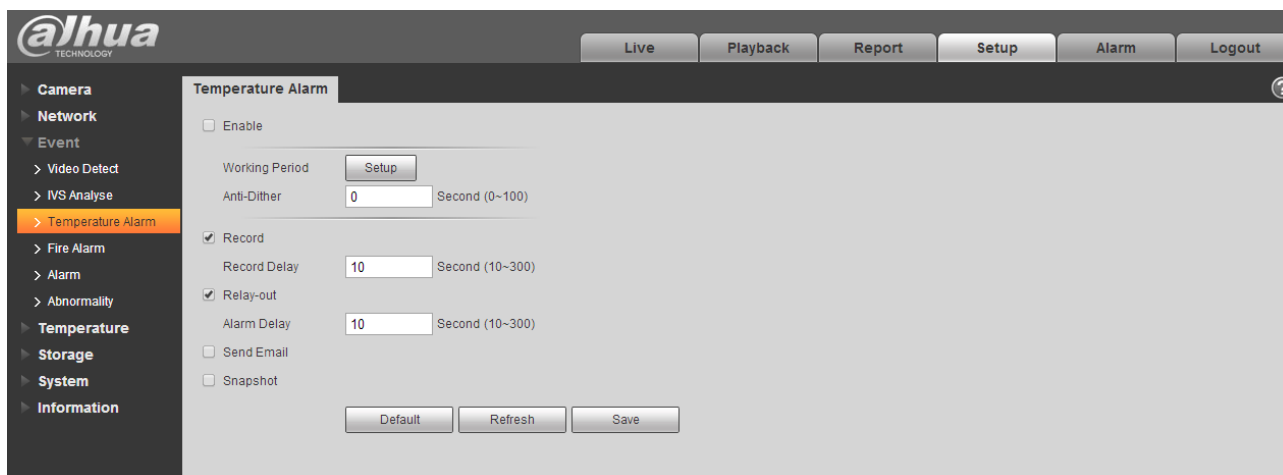 alhua
TECHNOLOGY
Live Playback Report Setup Alarm Logout
Camera
Network
Event
> Video Detect
> IVS Analyse
> Temperature Alarm
> Fire Alarm
> Alarm
> Abnormality
Temperature
Storage
System
Information
Temperature Alarm ?
Enable
Working Period Setup
Anti-Dither 0 Second (0~100)
Record
Record Delay 10 Second (10~300)
Relay-out
Alarm Delay 10 Second (10~300)
Send Email
Snapshot
Default Refresh Save